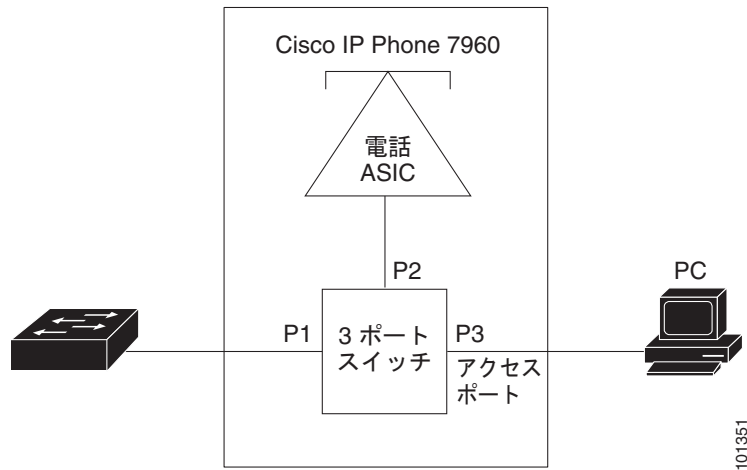 Cisco IP Phone 7960
電話
ASIC
P2
PC
P1
3 ポート
スイッチ
P3
アクセス
ポート
101351